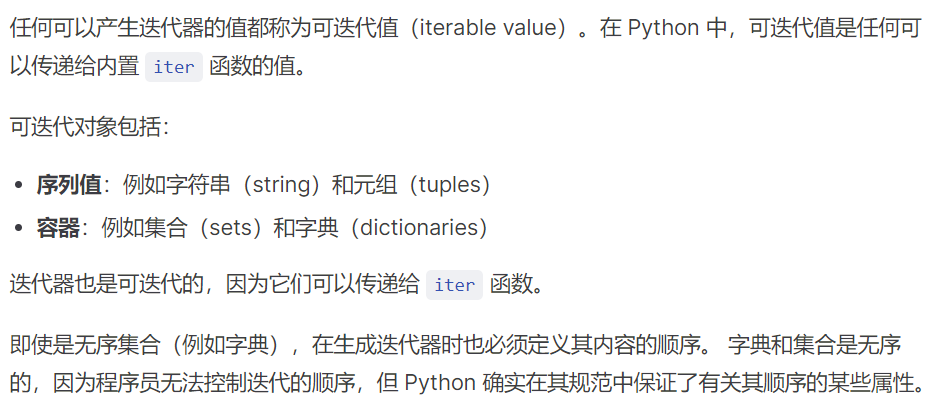 任何可以产生迭代器的值都称为可迭代值（iterable value）。在 Python 中，可迭代值是任何可
以传递给内置 iter 函数的值。
可迭代对象包括：
• 序列值：例如字符串（string）和元组（tuples）
• 容器：例如集合（sets）和字典（dictionaries）
迭代器也是可迭代的，因为它们可以传递给 iter 函数。
即使是无序集合（例如字典），在生成迭代器时也必须定义其内容的顺序。 字典和集合是无序
的，因为程序员无法控制迭代的顺序，但 Python 确实在其规范中保证了有关其顺序的某些属性。